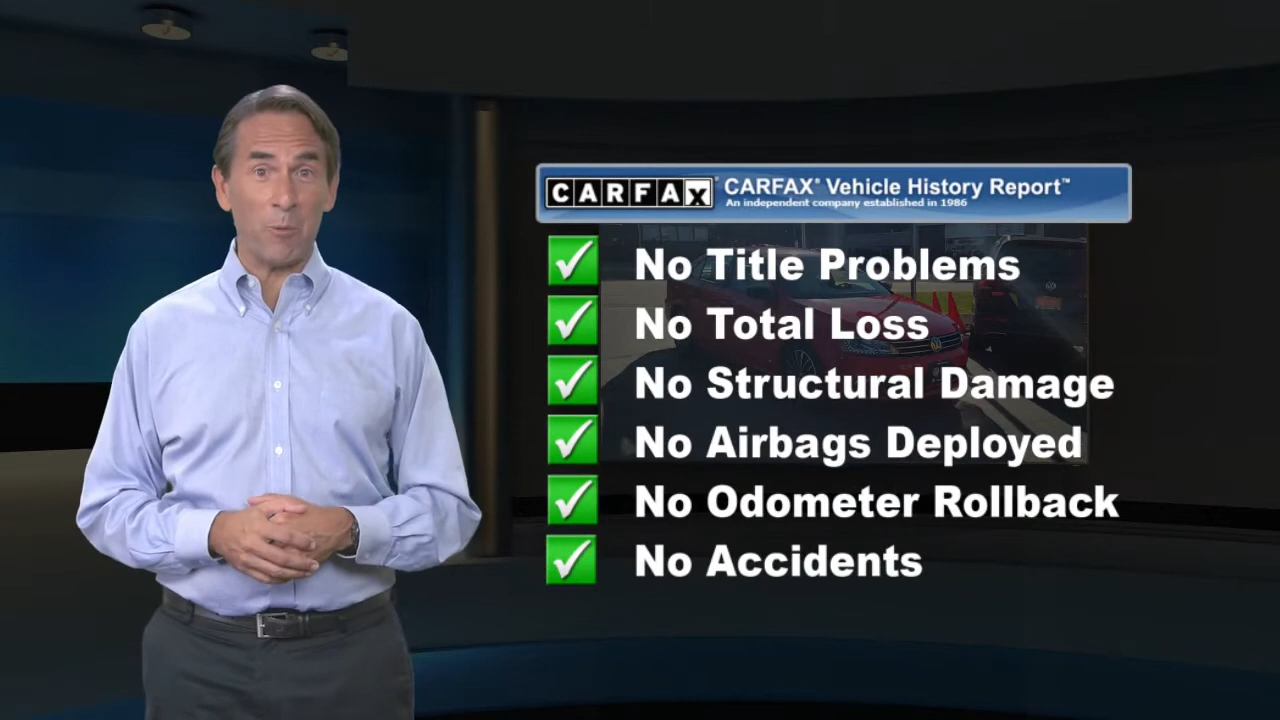 CARFAX® CARFAX® Vehicle History Report™
An independent company established in 1986
No Title Problems
No Total Loss
No Structural Damage
No Airbags Deployed
No Odometer Rollback
No Accidents